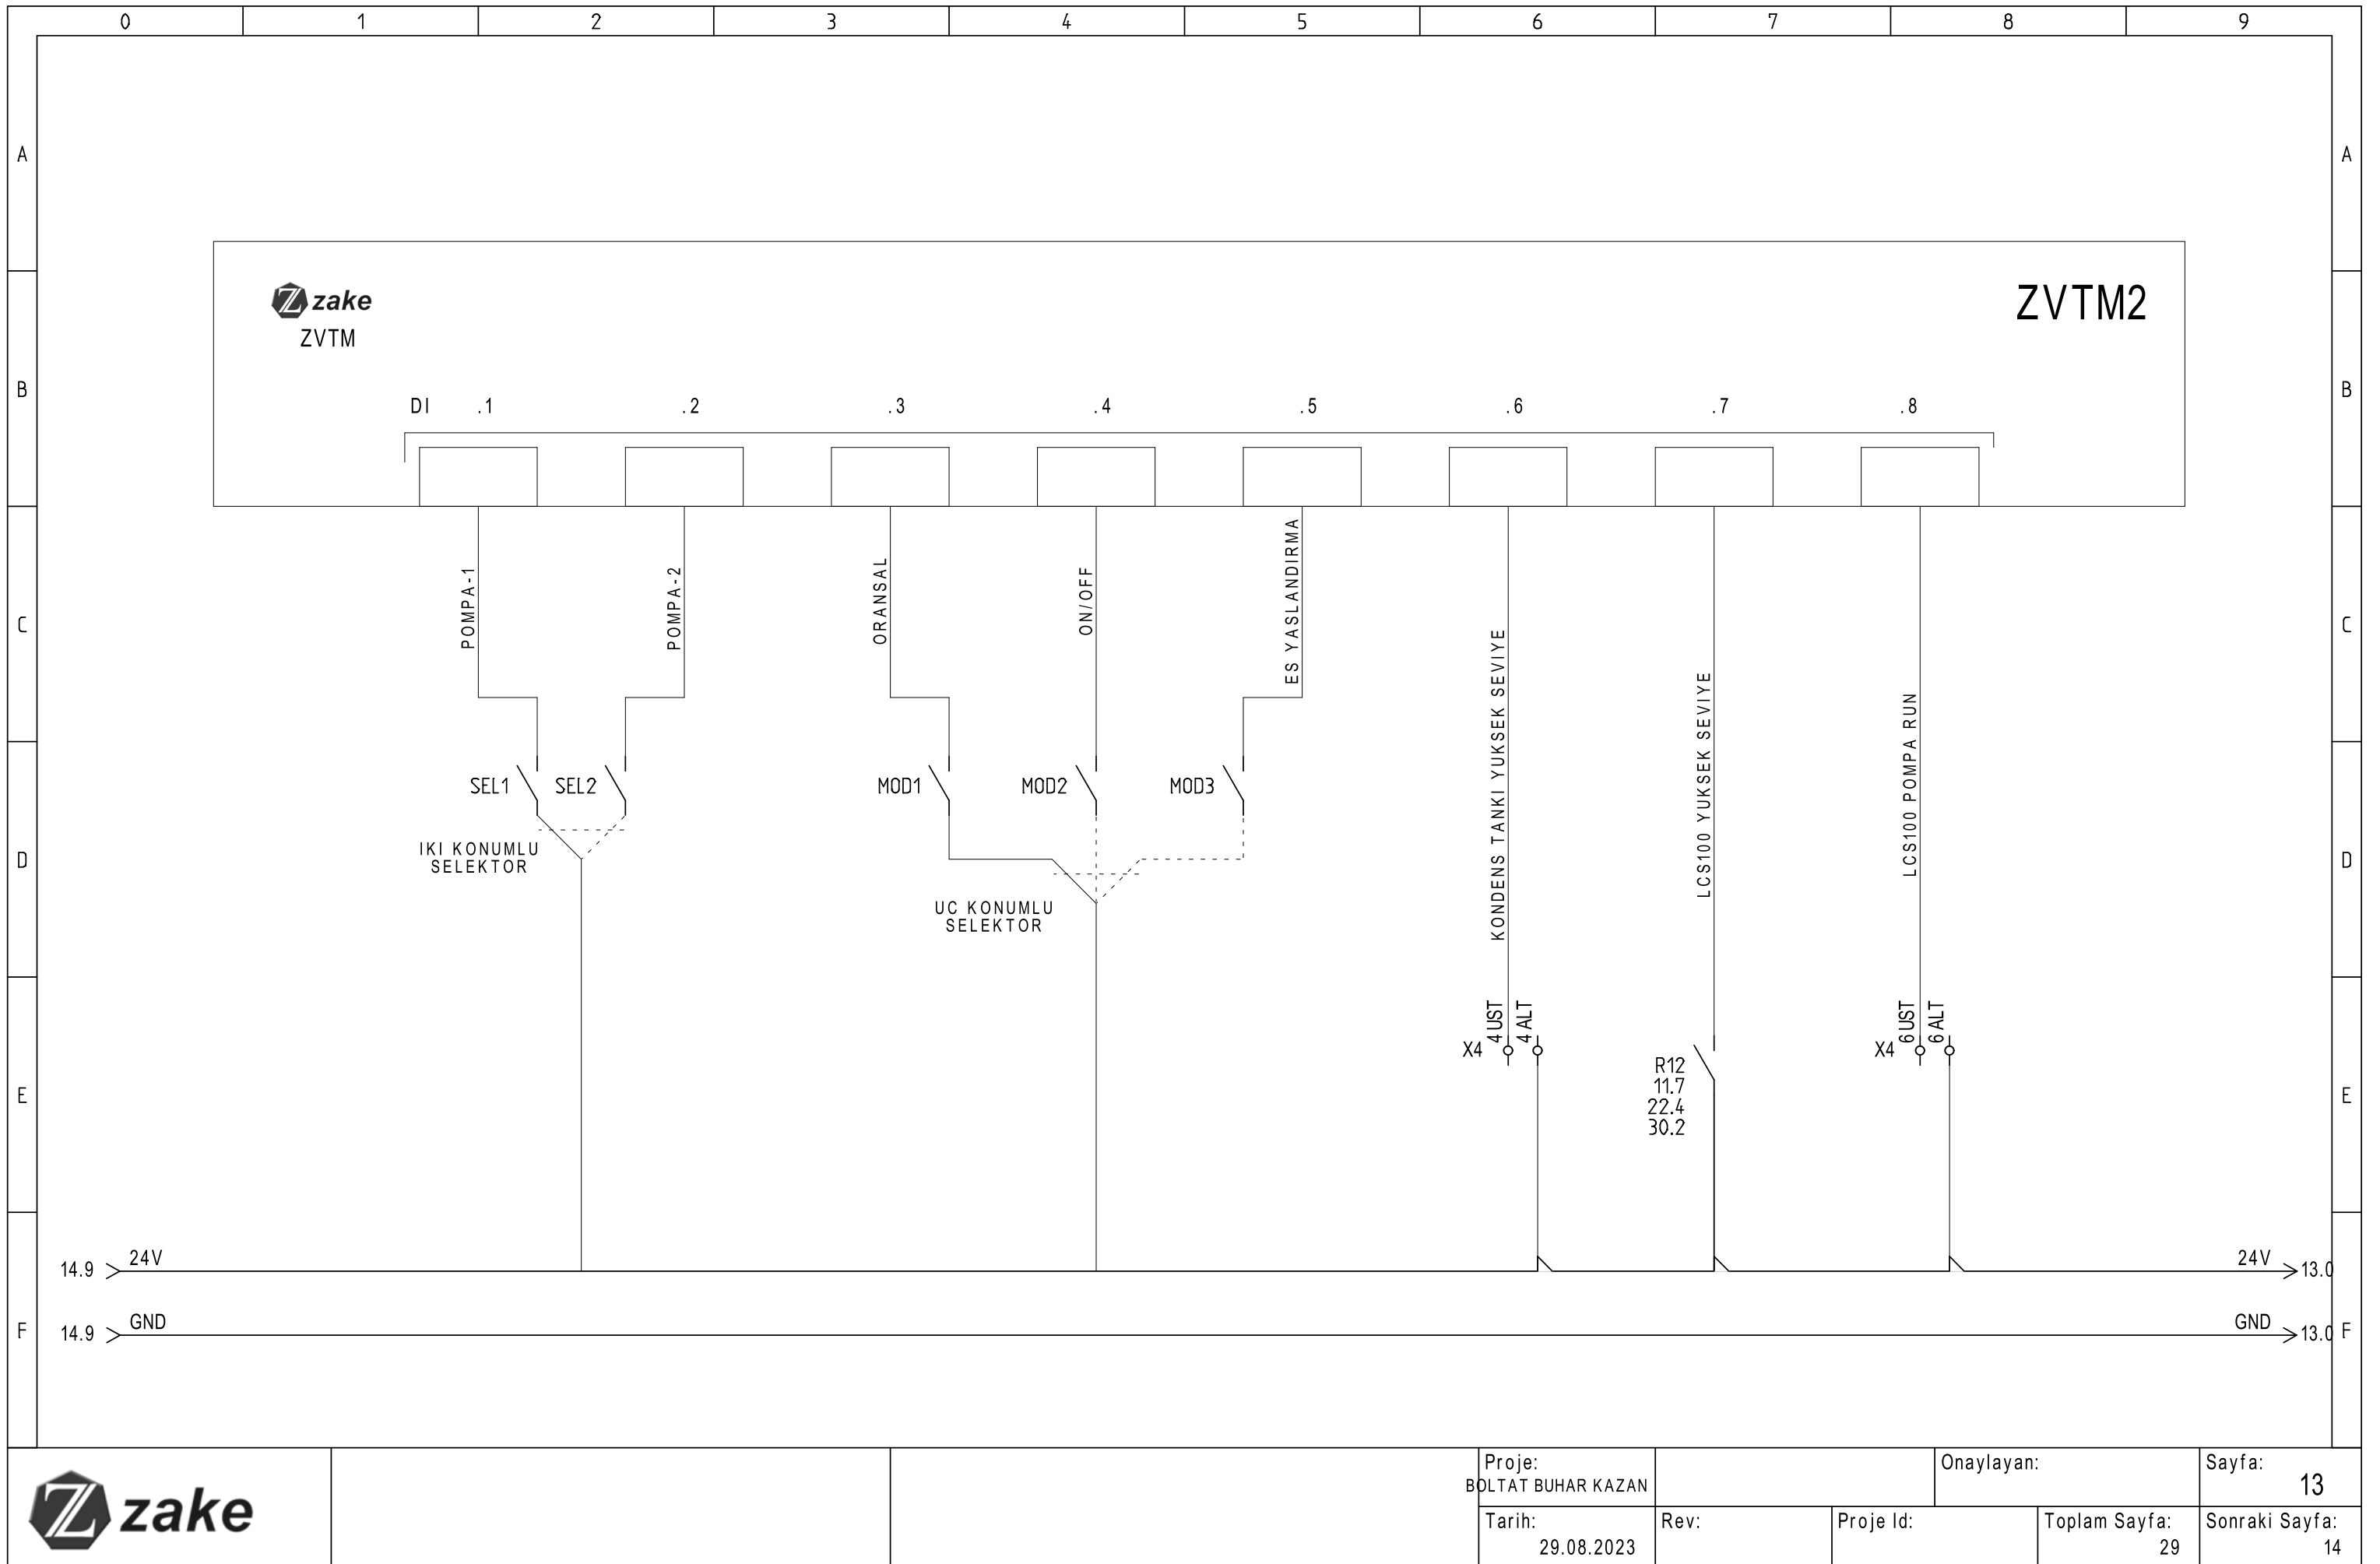 0 1 2 3 4 5 6 7 8 9
A A
zake
ZVTM
ZVTM2
B B
DI .1 .2 .3 .4 .5 .6 .7 .8
POMPA-1
POMPA-2
ORANSAL
ON/OFF
ES YASLANDIRMA
KONDENS TANKI YUKSEK SEVIYE
LCS100 YUKSEK SEVIYE
LCS100 POMPA RUN
C C
SEL1 SEL2 MOD1 MOD2 MOD3
IKI KONUMLU
SELEKTOR
D D
UC KONUMLU
SELEKTOR
X4 4 UST 4 ALT
X4 6 UST 6 ALT
R12
11.7
22.4
30.2
E E
14.9 24V 24V 13.0
F 14.9 GND GND 13.0 F
zake
Proje:
BOLTAT BUHAR KAZAN
Onaylayan:
Sayfa:
13
Tarih:
29.08.2023
Rev:
Proje Id:
Toplam Sayfa:
29
Sonraki Sayfa:
14